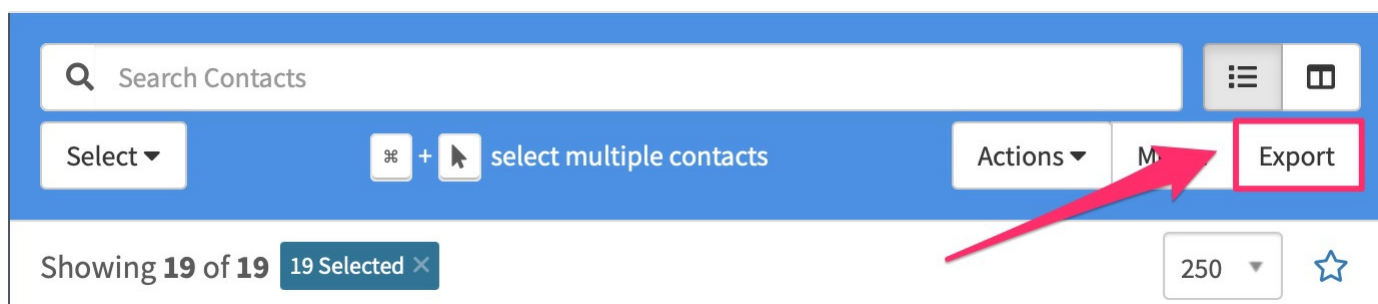 Search Contacts
Select
⌘ + select multiple contacts
Actions
Export
Showing 19 of 19
19 Selected ×
250